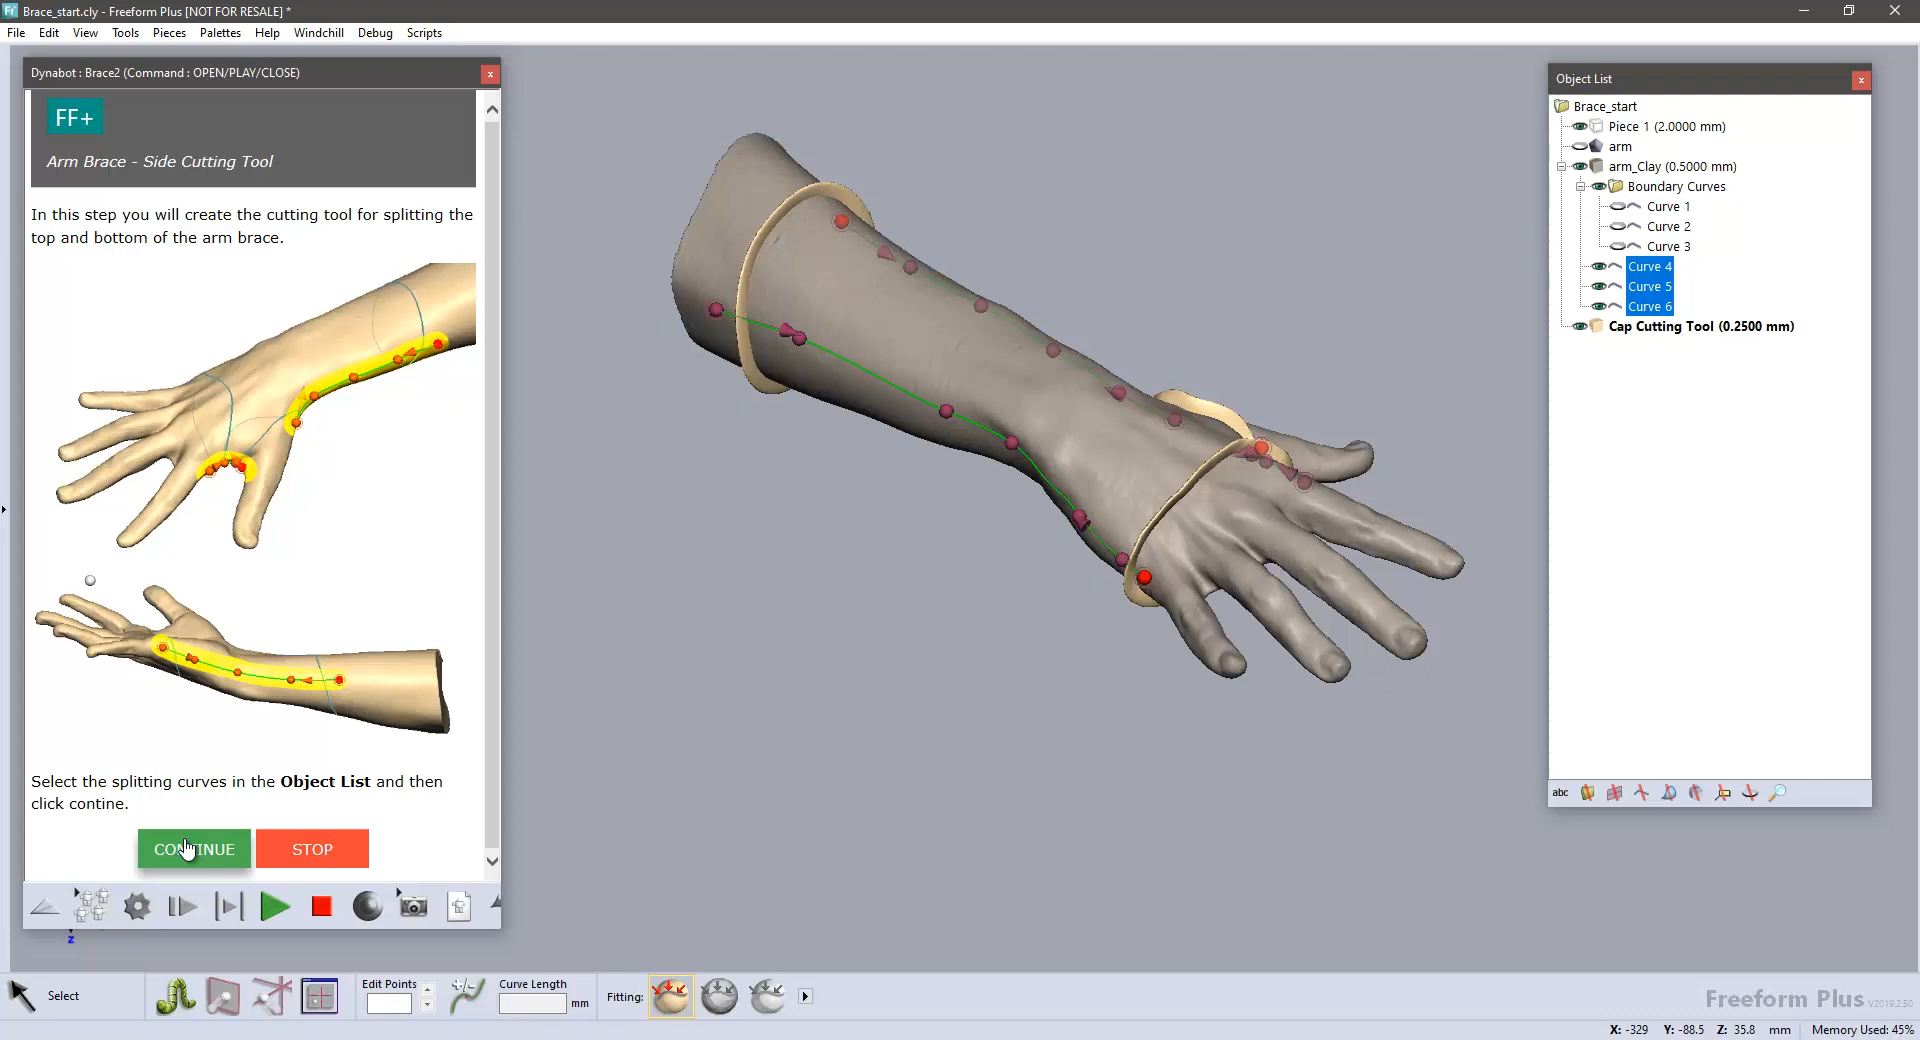 Brace_start.cly - Freeform Plus [NOT FOR RESALE] *
File Edit View Tools Pieces Palettes Help Windchill Debug Scripts
Dynabot : Brace2 (Command : OPEN/PLAY/CLOSE)
FF+
Arm Brace - Side Cutting Tool
In this step you will create the cutting tool for splitting the
top and bottom of the arm brace.
Select the splitting curves in the Object List and then
click contine.
CONTINUE STOP
z
Object List
Brace_start
Piece 1 (2.0000 mm)
arm
arm_Clay (0.5000 mm)
Boundary Curves
Curve 1
Curve 2
Curve 3
Curve 4
Curve 5
Curve 6
Cap Cutting Tool (0.2500 mm)
abc
Select
Edit Points
Curve Length
mm
Fitting:
Freeform Plus V2019.2.50
X: -329 Y: -88.5 Z: 35.8 mm Memory Used: 45%